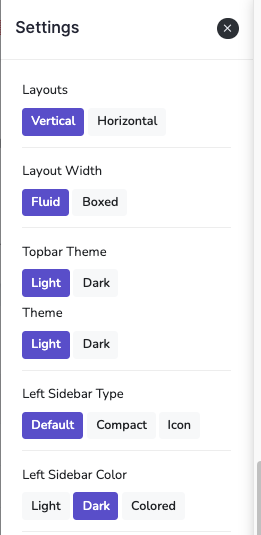 Settings
Layouts
Vertical Horizontal
Layout Width
Fluid Boxed
Topbar Theme
Light Dark
Theme
Light Dark
Left Sidebar Type
Default Compact Icon
Left Sidebar Color
Light Dark Colored